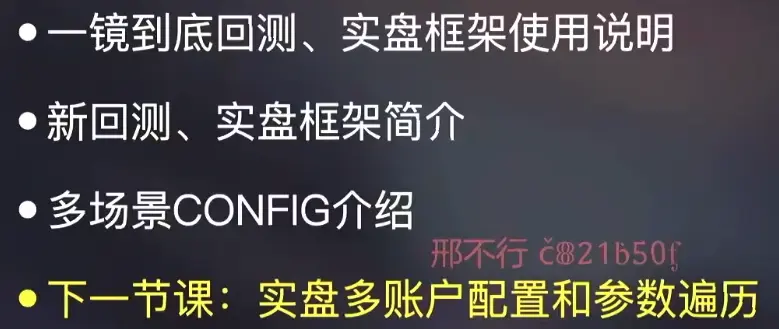 • 一镜到底回测、实盘框架使用说明
• 新回测、实盘框架简介
• 多场景CONFIG介绍
邢不行
• 下一节课：实盘多账户配置和参数遍历